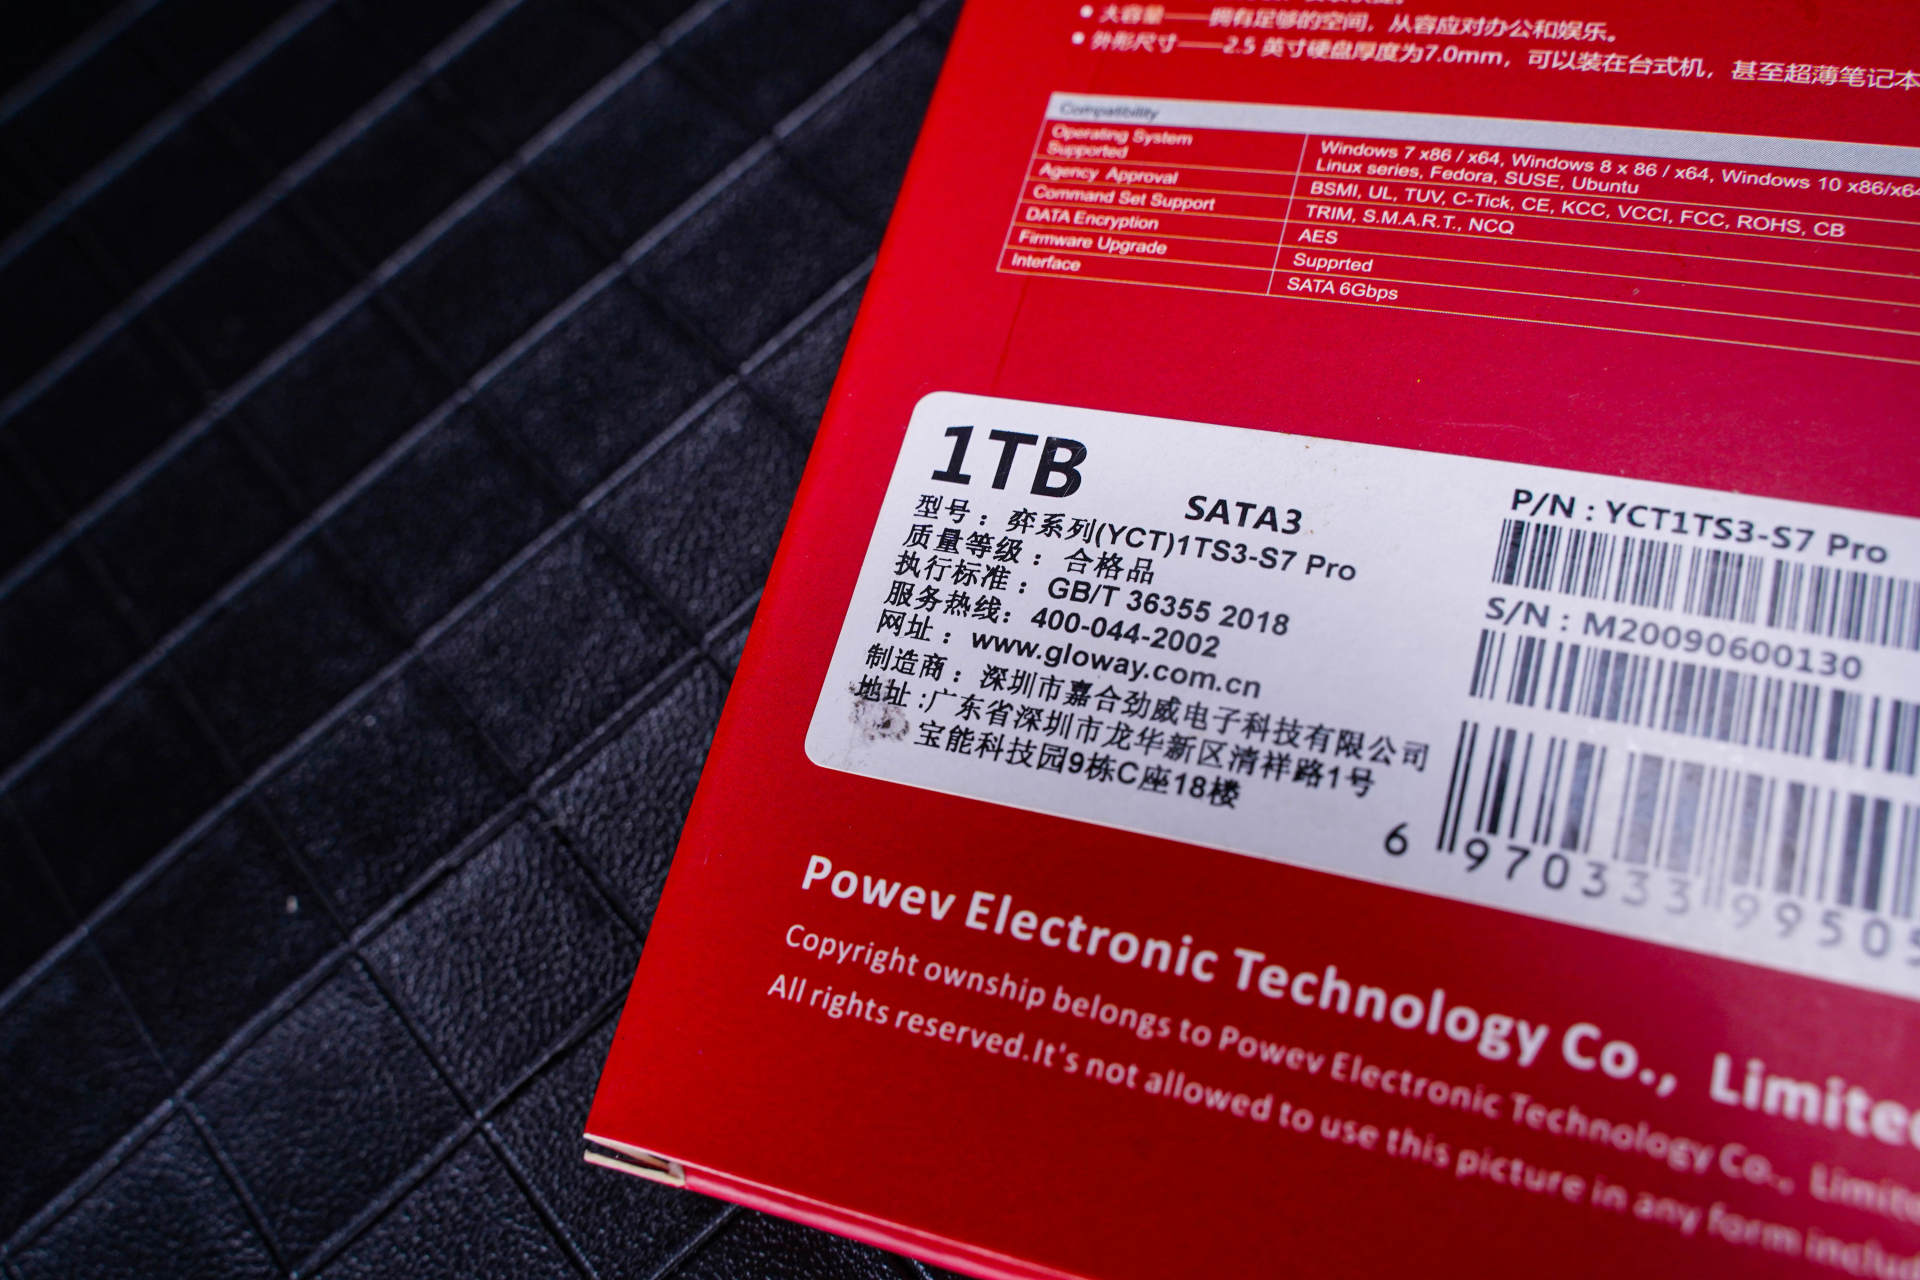 ● 大容量——拥有足够的空间，从容应对办公和娱乐。
● 外形尺寸——2.5 英寸硬盘厚度为7.0mm，可以装在台式机，甚至超薄笔记本
Compatibility
Operating System Supported
Windows 7 x86 / x64, Windows 8 x 86 / x64, Windows 10 x86/x64
Linux series, Fedora, SUSE, Ubuntu
Agency Approval
BSMI, UL, TUV, C-Tick, CE, KCC, VCCI, FCC, ROHS, CB
Command Set Support
TRIM, S.M.A.R.T., NCQ
DATA Encryption
AES
Firmware Upgrade
Supprted
Interface
SATA 6Gbps
1TB
SATA3
型号：弈系列(YCT)1TS3-S7 Pro
质量等级：合格品
执行标准：GB/T 36355 2018
服务热线：400-044-2002
网址：www.gloway.com.cn
制造商：深圳市嘉合劲威电子科技有限公司
地址:广东省深圳市龙华新区清祥路1号
宝能科技园9栋C座18楼
P/N : YCT1TS3-S7 Pro
S/N : M20090600130
6 970333 99505
Powev Electronic Technology Co., Limited
Copyright ownship belongs to Powev Electronic Technology Co., Limite
All rights reserved.It's not allowed to use this picture in any form includ